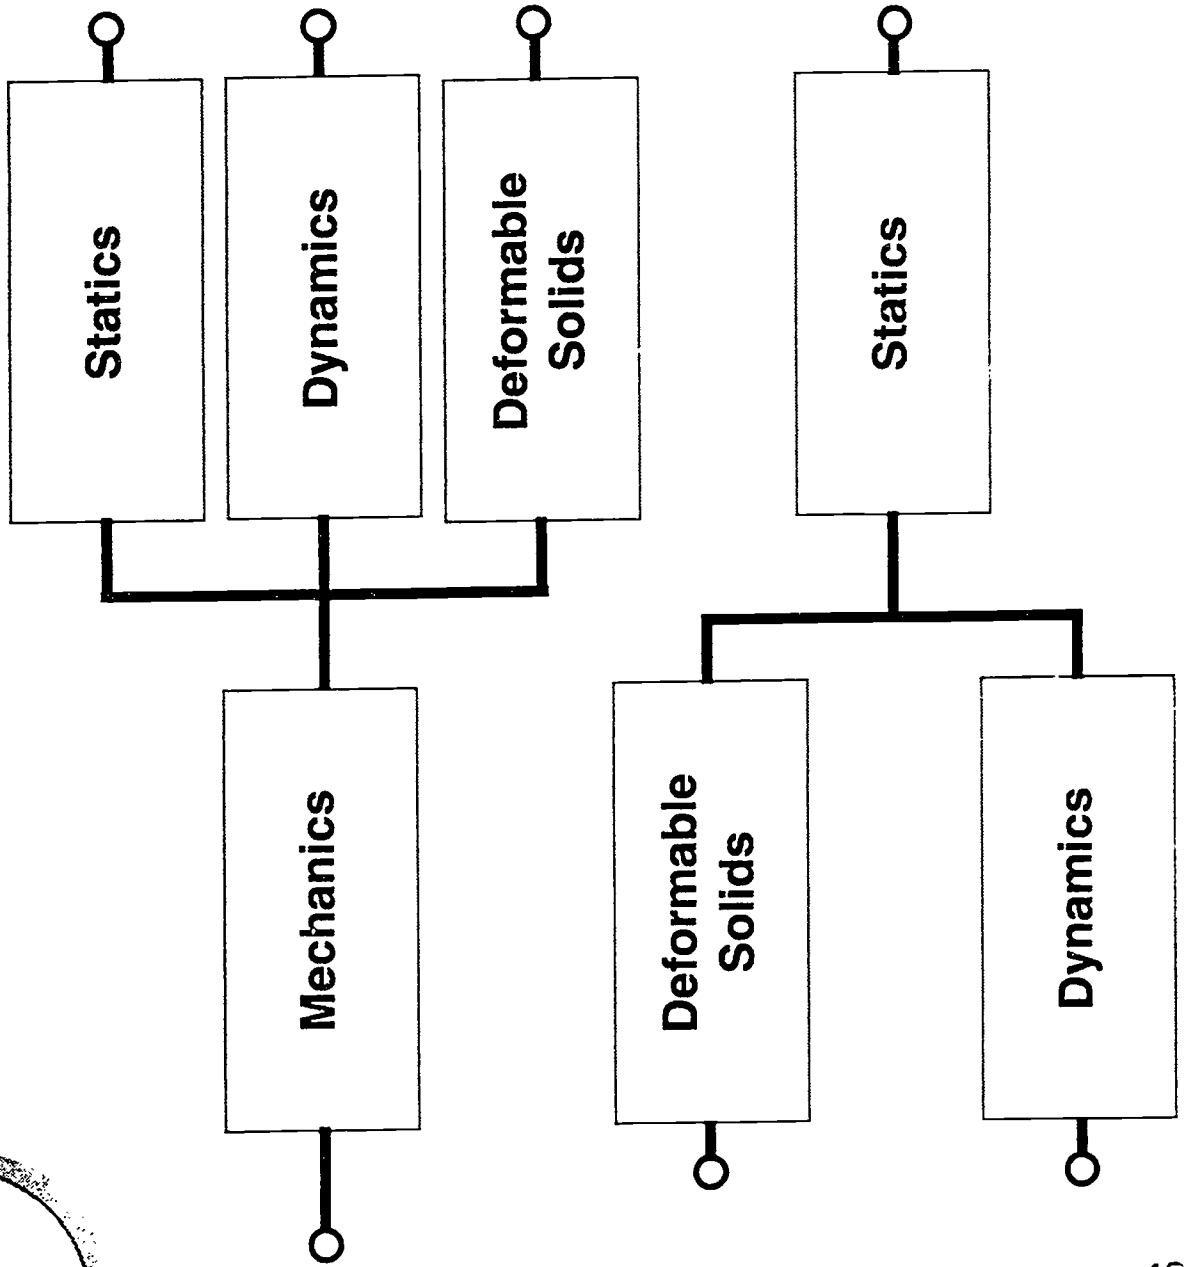 Statics
Mechanics
Dynamics
Deformable
Solids
Deformable
Solids
Statics
Dynamics